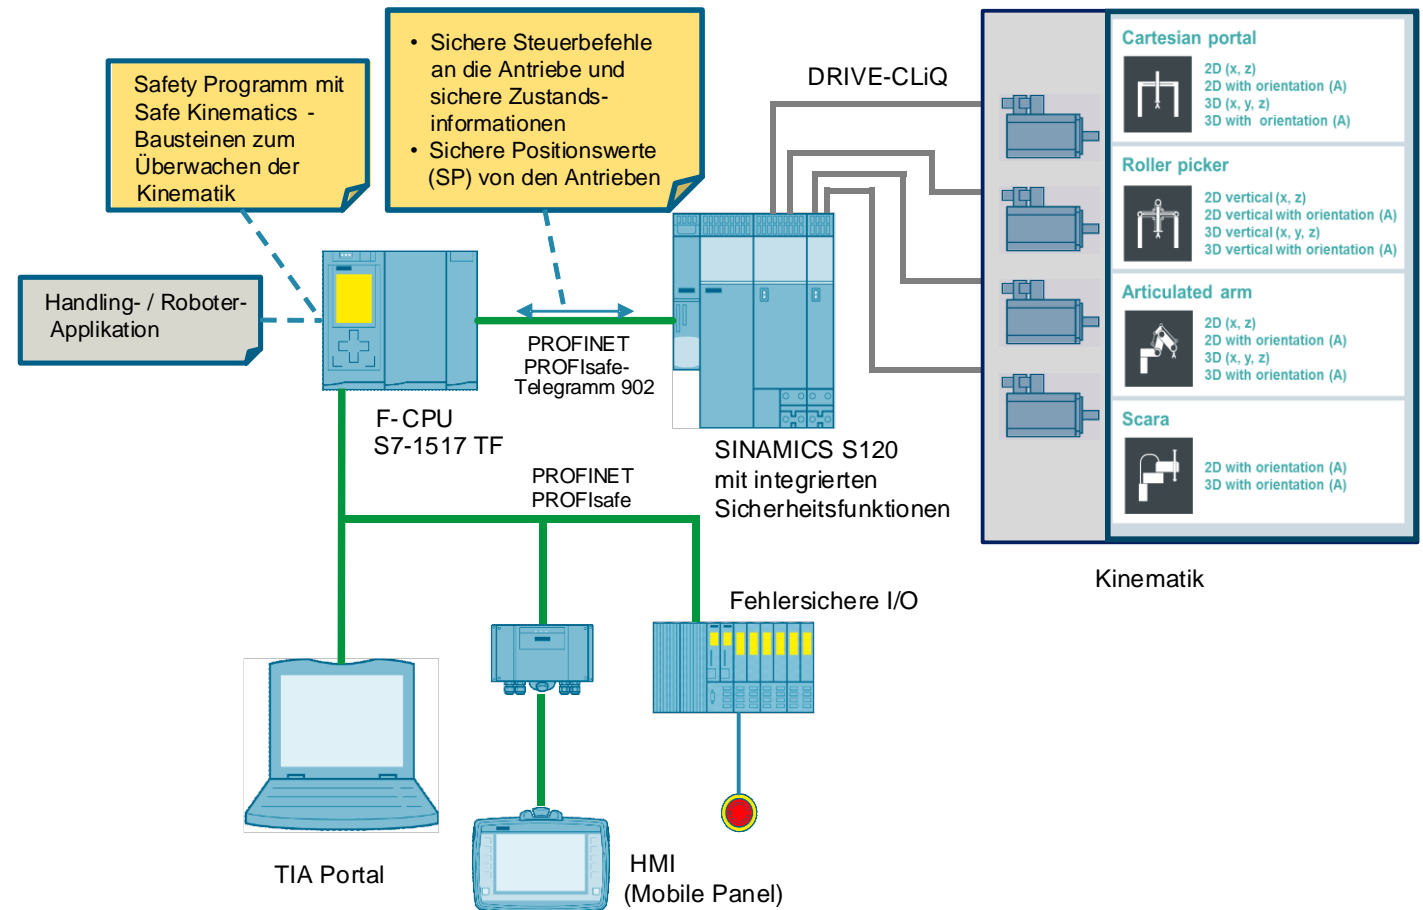 Safety Programm mit
Safe Kinematics -
Bausteinen zum
Überwachen der
Kinematik
• Sichere Steuerbefehle
an die Antriebe und
sichere Zustands-
informationen
• Sichere Positionswerte
(SP) von den Antrieben
Handling- / Roboter-
Applikation
DRIVE-CLiQ
PROFINET
PROFIsafe-
Telegramm 902
F-CPU
S7-1517 TF
SINAMICS S120
mit integrierten
Sicherheitsfunktionen
PROFINET
PROFIsafe
Cartesian portal
2D (x, z)
2D with orientation (A)
3D (x, y, z)
3D with orientation (A)
Roller picker
2D vertical (x, z)
2D vertical with orientation (A)
3D vertical (x, y, z)
3D vertical with orientation (A)
Articulated arm
2D (x, z)
2D with orientation (A)
3D (x, y, z)
3D with orientation (A)
Scara
2D with orientation (A)
3D with orientation (A)
Kinematik
Fehlersichere I/O
TIA Portal
HMI
(Mobile Panel)